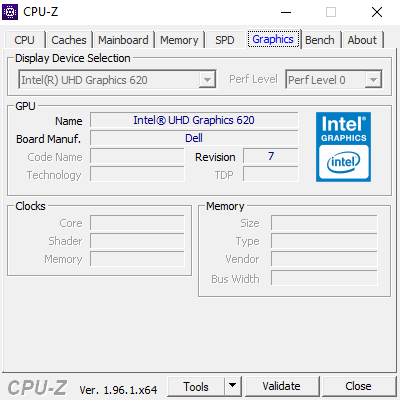 CPU-Z
CPU Caches Mainboard Memory SPD Graphics Bench About
Display Device Selection
Intel(R) UHD Graphics 620 Perf Level Perf Level 0
GPU
Name Intel® UHD Graphics 620
Board Manuf. Dell
Code Name Revision 7
Technology TDP
intel GRAPHICS
intel
Clocks
Core
Shader
Memory
Memory
Size
Type
Vendor
Bus Width
CPU-Z Ver. 1.96.1.x64 Tools Validate Close